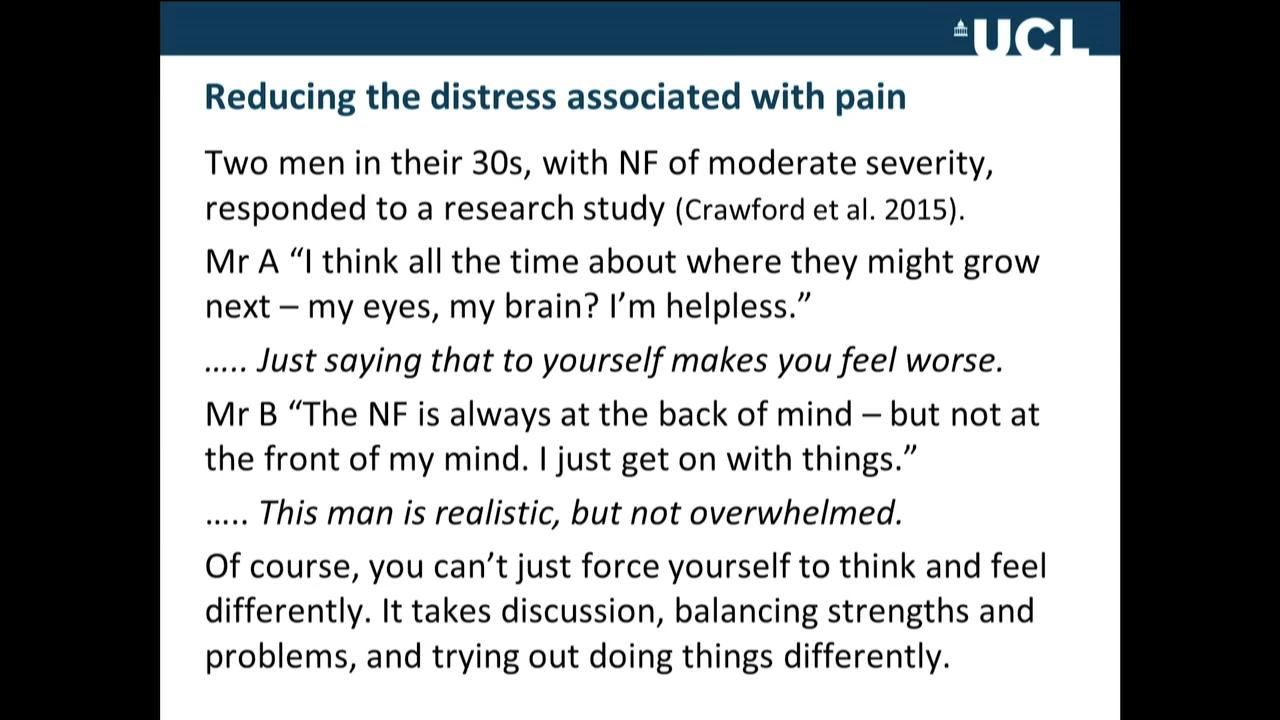 UCL
Reducing the distress associated with pain
Two men in their 30s, with NF of moderate severity,
responded to a research study (Crawford et al. 2015).
Mr A “I think all the time about where they might grow
next – my eyes, my brain? I’m helpless.”
….. Just saying that to yourself makes you feel worse.
Mr B “The NF is always at the back of mind – but not at
the front of my mind. I just get on with things.”
….. This man is realistic, but not overwhelmed.
Of course, you can’t just force yourself to think and feel
differently. It takes discussion, balancing strengths and
problems, and trying out doing things differently.